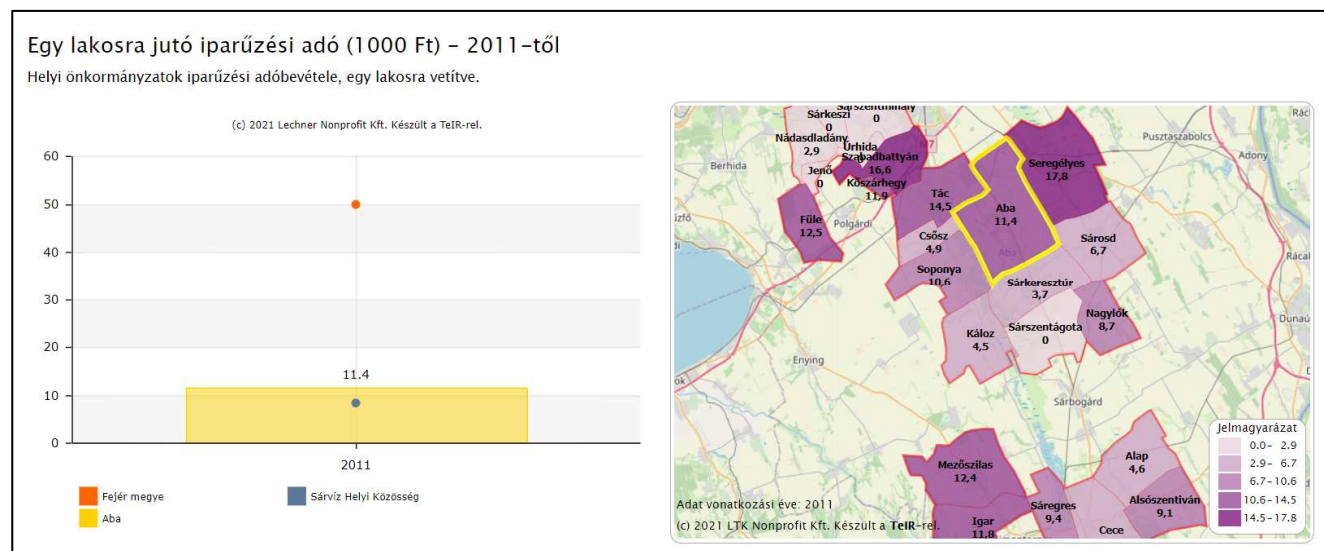 Egy lakosra jutó iparűzési adó (1000 Ft) - 2011-től
Helyi önkormányzatok iparűzési adóbevétele, egy lakosra vetítve.
(c) 2021 Lechner Nonprofit Kft. Készült a TeIR-rel.
60
50
40
30
20
10
0
11.4
2011
Fejér megye
Sárvíz Helyi Közösség
Aba
Sárszentmihály
0
Sárkeszi
0
Nádasdladány
2,9
Úrhida
Szabadbattyán
16,6
Jenő
0
Kőszárhegy
11,9
M7
Berhida
Pusztaszabolcs
Adony
Seregélyes
17,8
Tác
14,5
Aba
11,4
Füle
12,5
Polgárdi
Csősz
4,9
Aba
Sárosd
6,7
Soponya
10,6
Sárkeresztúr
3,7
Káloz
4,5
Sárszentágota
0
Nagylók
8,7
Enying
Sárbogárd
Mezőszilas
12,4
Alap
4,6
Sáregres
9,4
Alsószentiván
9,1
Igar
11,8
Cece
Jelmagyarázat
0.0- 2.9
2.9- 6.7
6.7-10.6
10.6-14.5
14.5-17.8
Adat vonatkozási éve: 2011
(c) 2021 LTK Nonprofit Kft. Készült a TeIR-rel.